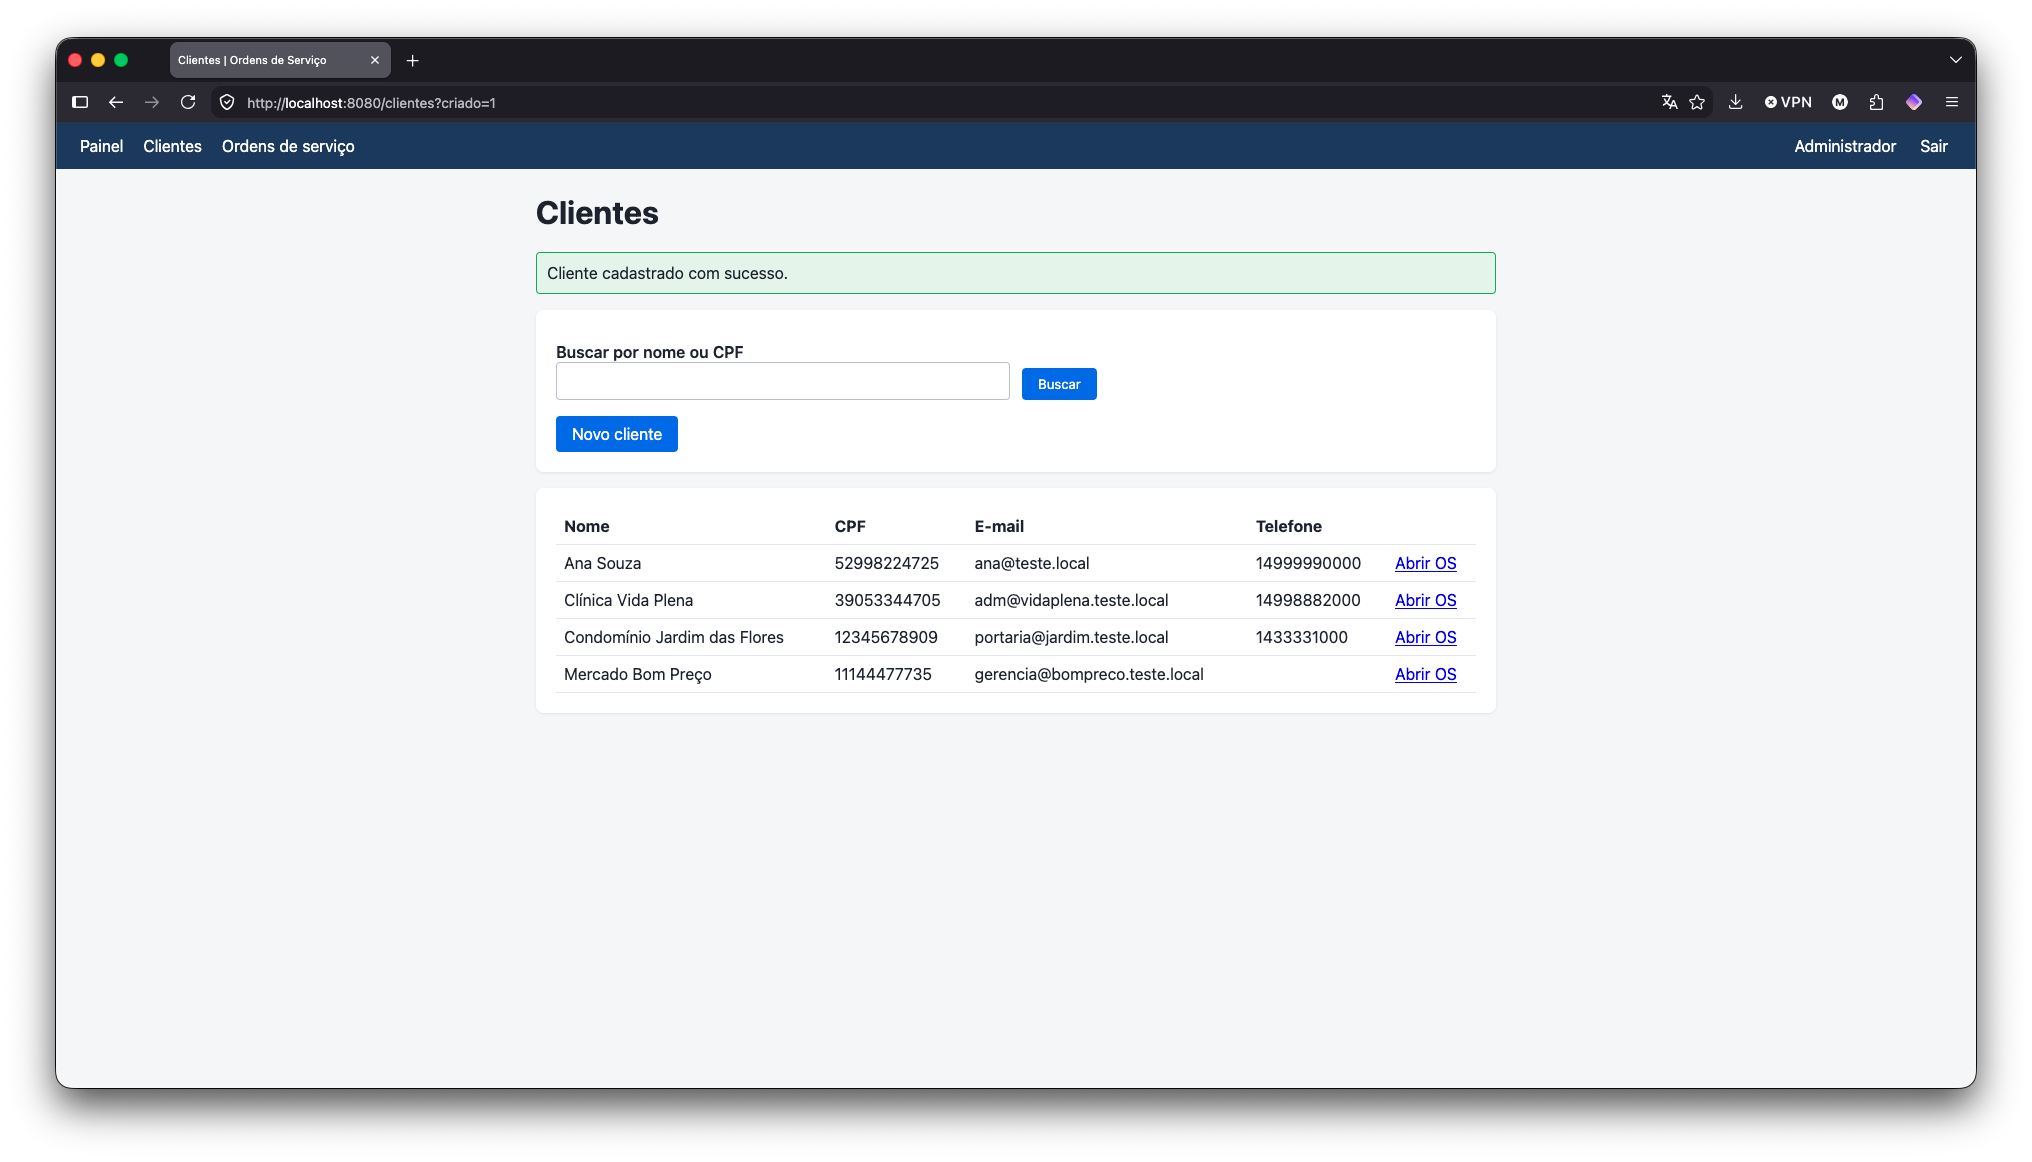 Clientes | Ordens de Serviço
http://localhost:8080/clientes?criado=1
VPN
M
Painel Clientes Ordens de serviço Administrador Sair
Clientes
Cliente cadastrado com sucesso.
Buscar por nome ou CPF
Buscar
Novo cliente
Nome CPF E-mail Telefone
Ana Souza 52998224725 ana@teste.local 14999990000 Abrir OS
Clínica Vida Plena 39053344705 adm@vidaplena.teste.local 14998882000 Abrir OS
Condomínio Jardim das Flores 12345678909 portaria@jardim.teste.local 1433331000 Abrir OS
Mercado Bom Preço 11144477735 gerencia@bompreco.teste.local Abrir OS